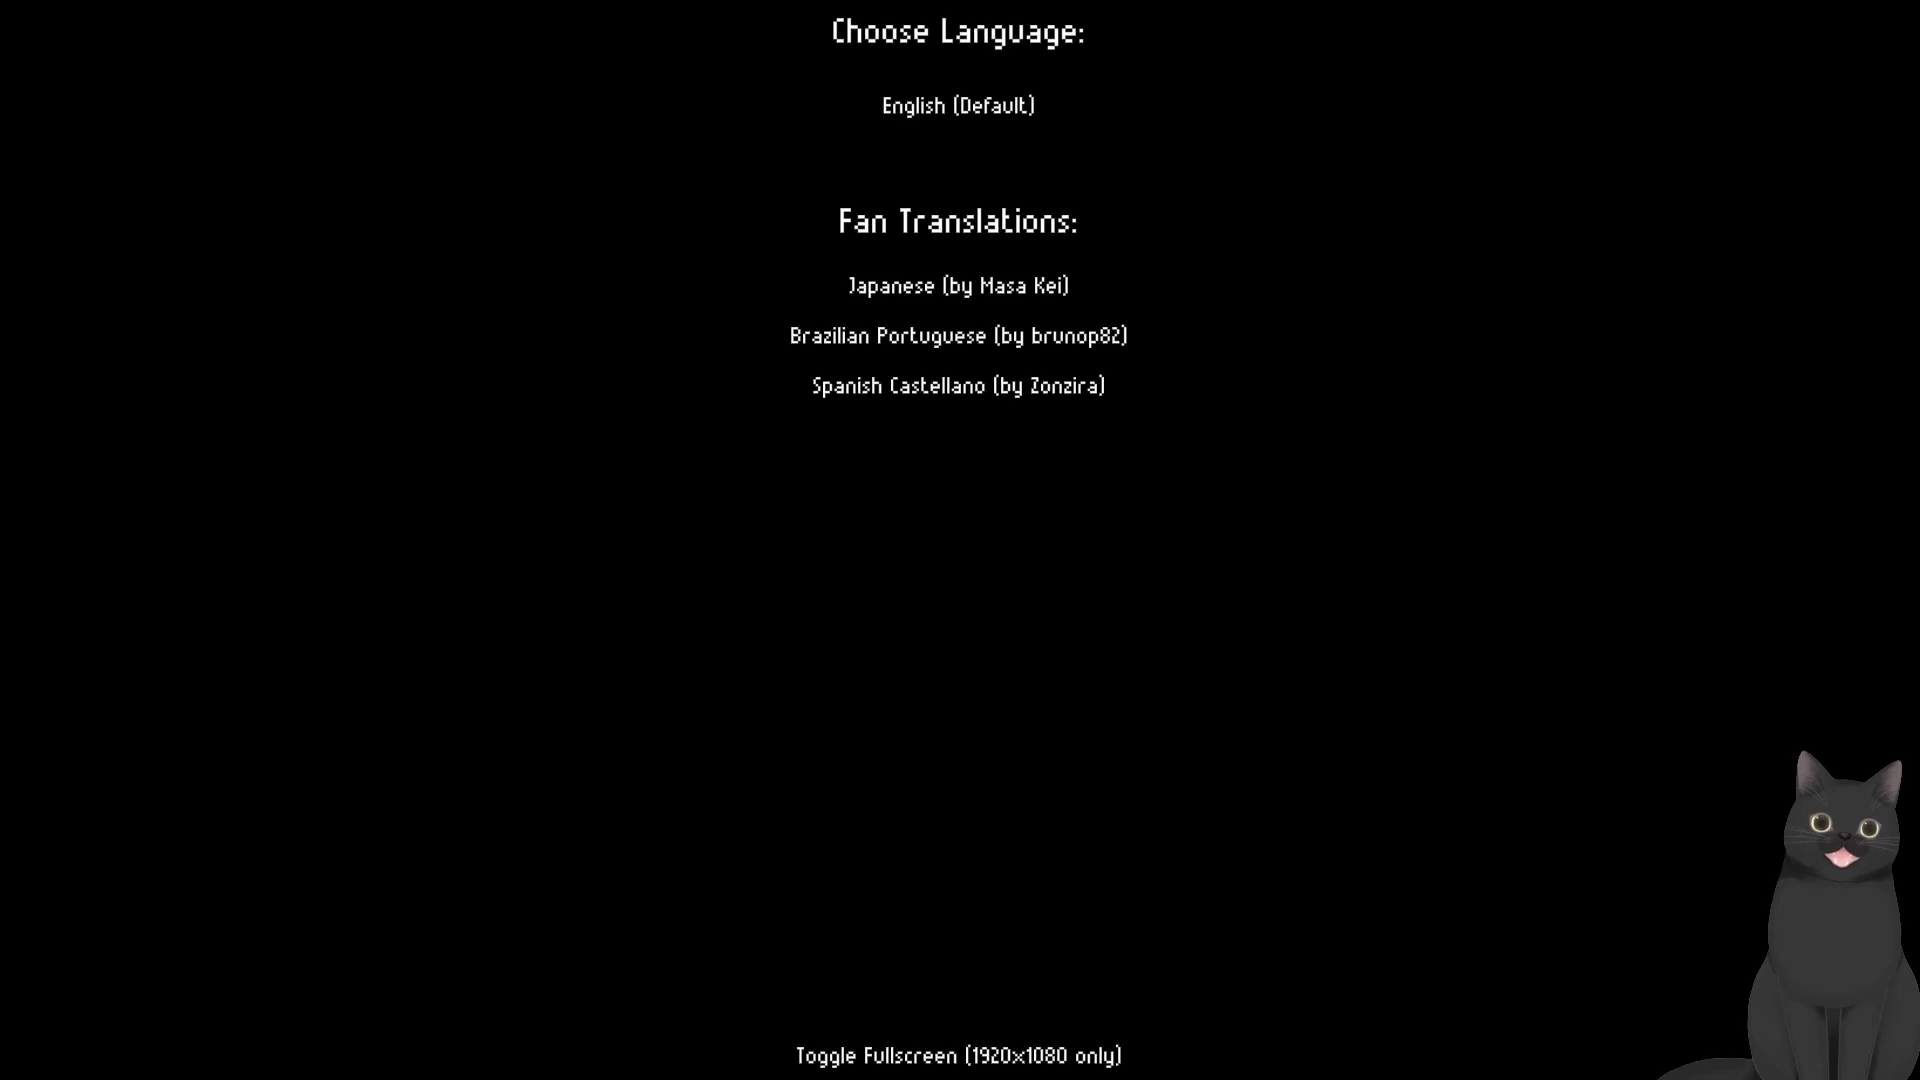 Choose Language:
English (Default)
Fan Translations:
Japanese (by Masa Kei)
Brazilian Portuguese (by brunop82)
Spanish Castellano (by Zonzira)
Toggle Fullscreen (1920x1080 only)